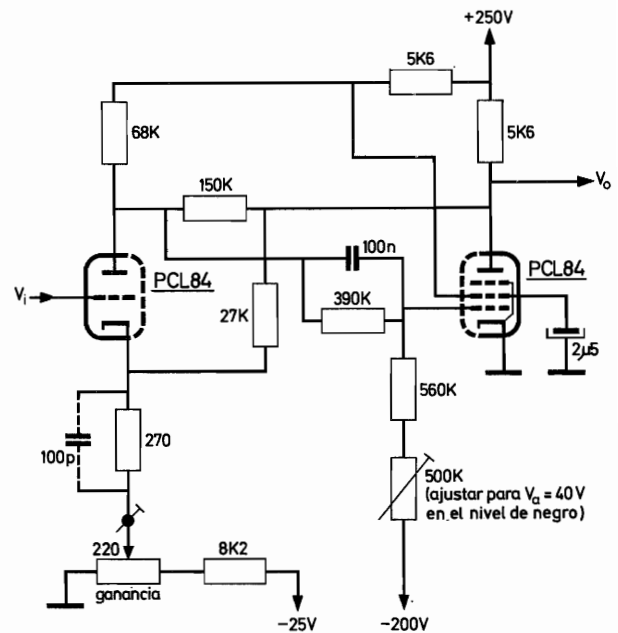 +250V
5K6
68K
5K6
150K
Vo
100n
PCL84
PCL84
Vi
390K
27K
2µ5
560K
100p
270
500K
(ajustar para Va = 40V
en el nivel de negro)
220
8K2
ganancia
-25V
-200V